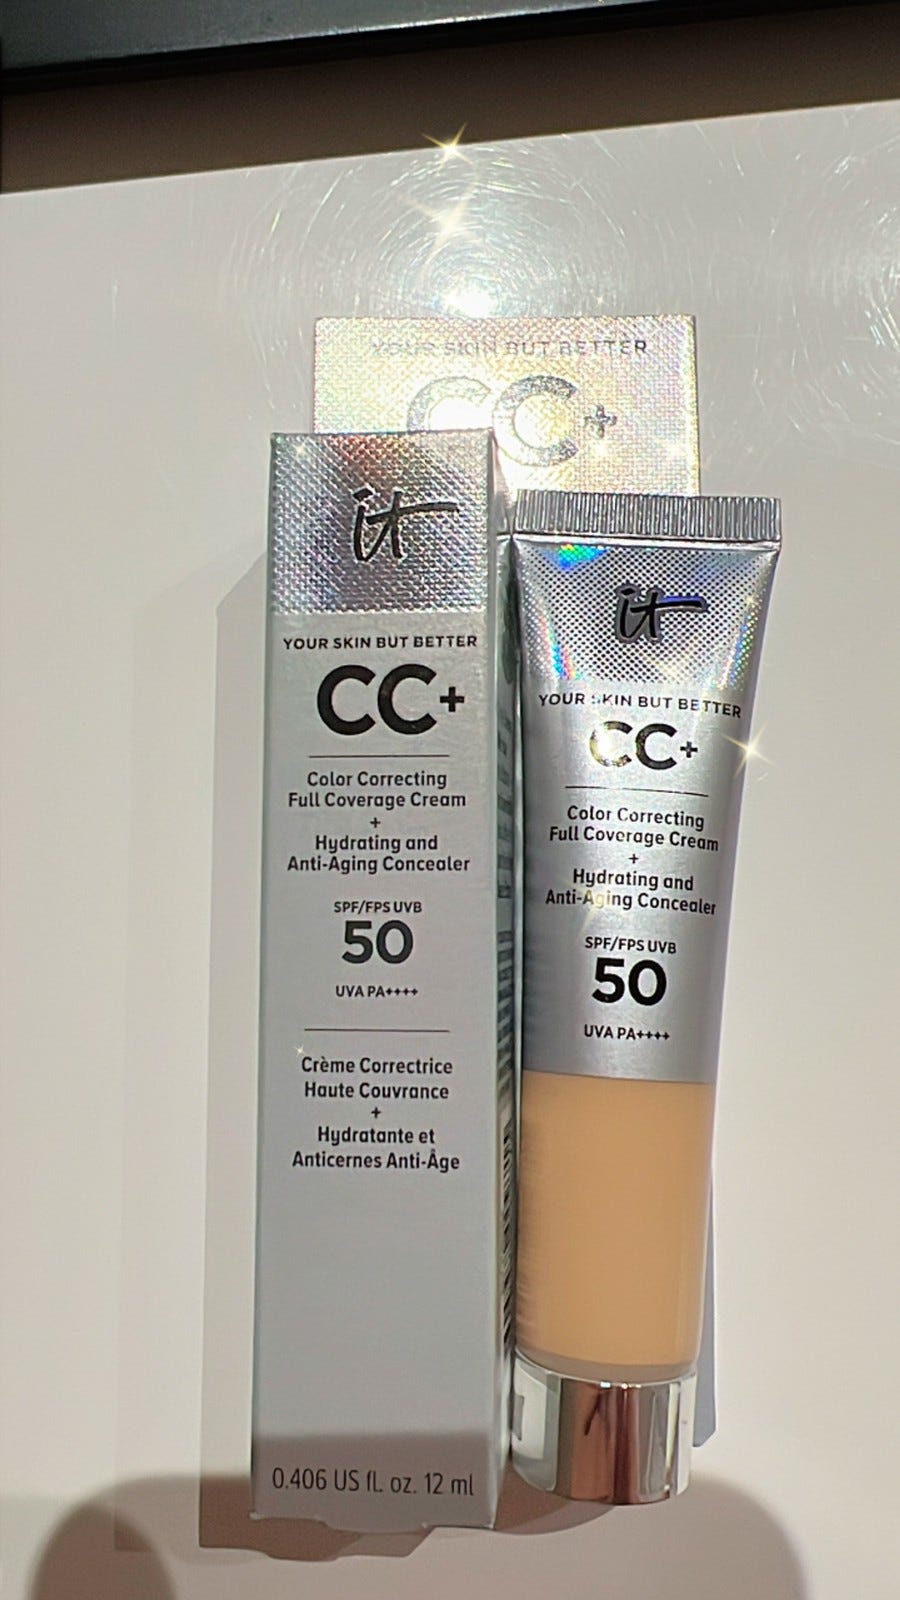 YOUR SKIN BUT BETTER
CC+
it
YOUR SKIN BUT BETTER
CC+
Color Correcting
Full Coverage Cream
+
Hydrating and
Anti-Aging Concealer
SPF/FPS UVB
50
UVA PA++++
Crème Correctrice
Haute Couvrance
+
Hydratante et
Anticernes Anti-Âge
0.406 US fl. oz. 12 ml
it
YOUR SKIN BUT BETTER
CC+
Color Correcting
Full Coverage Cream
+
Hydrating and
Anti-Aging Concealer
SPF/FPS UVB
50
UVA PA++++